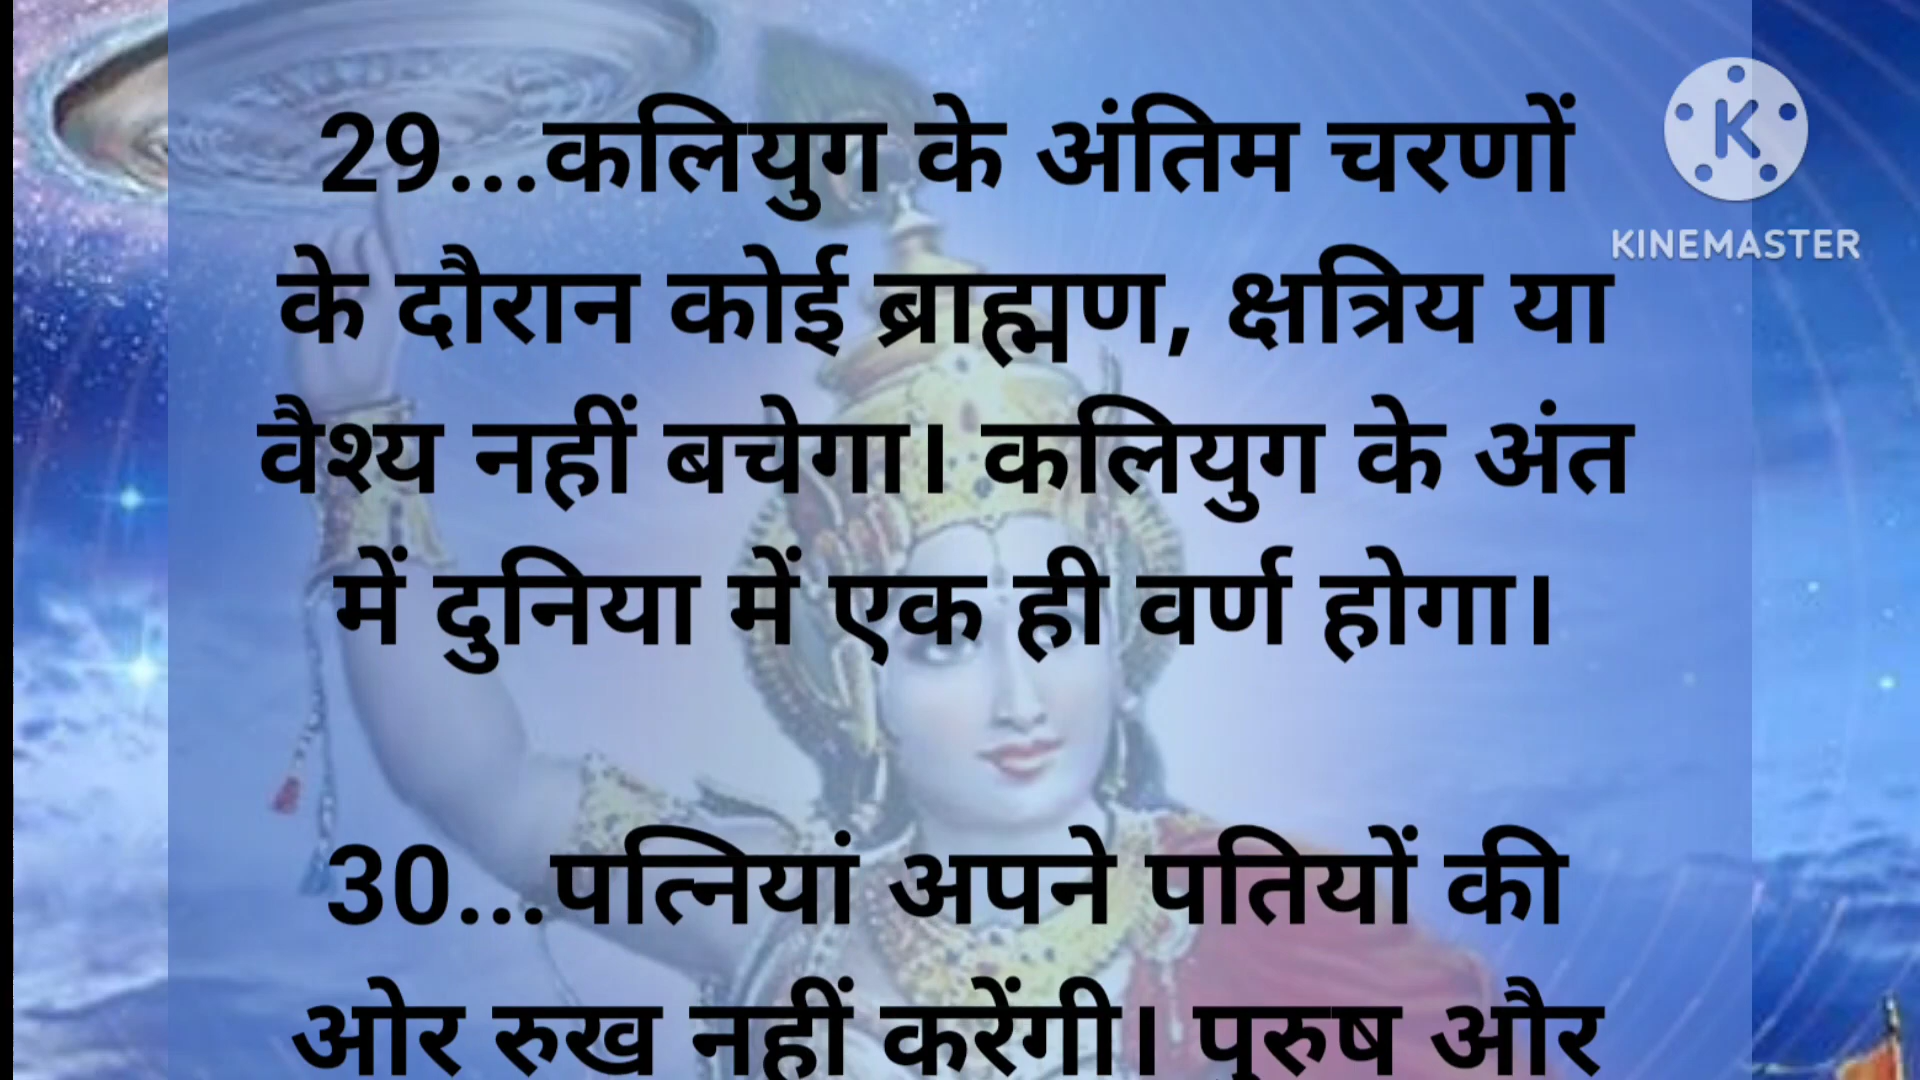 29...कलियुग के अंतिम चरणों
के दौरान कोई ब्राह्मण, क्षत्रिय या
वैश्य नहीं बचेगा। कलियुग के अंत
में दुनिया में एक ही वर्ण होगा।
30...पत्नियां अपने पतियों की
ओर रुख नहीं करेंगी। पुरुष और
K
KINEMASTER